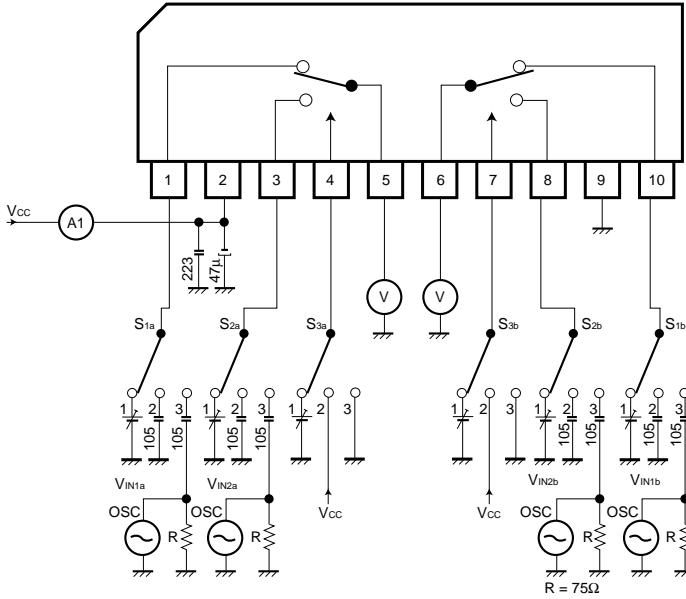 1 2 3 4 5 6 7 8 9 10
VCC A1
223 47μ V V
S1a S2a S3a S3b S2b S1b
1 2 3 1 2 3 1 2 3 1 2 3 1 2 3 1 2 3
105 105 105 105 105 105 105 105
VIN1a VIN2a VCC VCC VIN2b VIN1b
OSC R OSC R OSC R OSC R
R = 75Ω